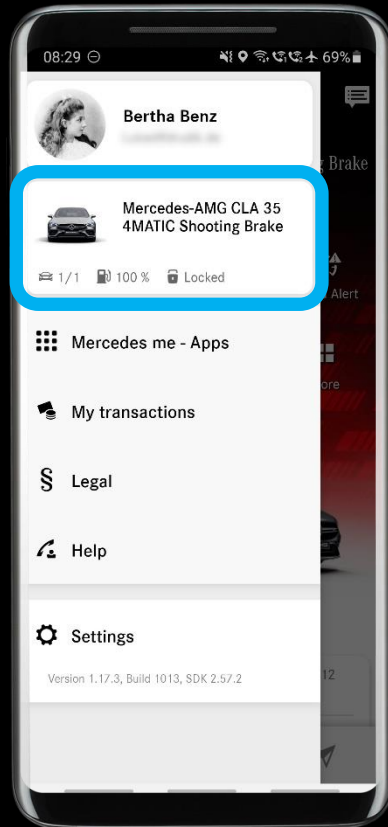 08:29 69%
Bertha Benz
Mercedes-AMG CLA 35
4MATIC Shooting Brake
1/1 100 % Locked
Brake
Alert
Mercedes me - Apps
ore
My transactions
§ Legal
Help
Settings
Version 1.17.3, Build 1013, SDK 2.57.2
12